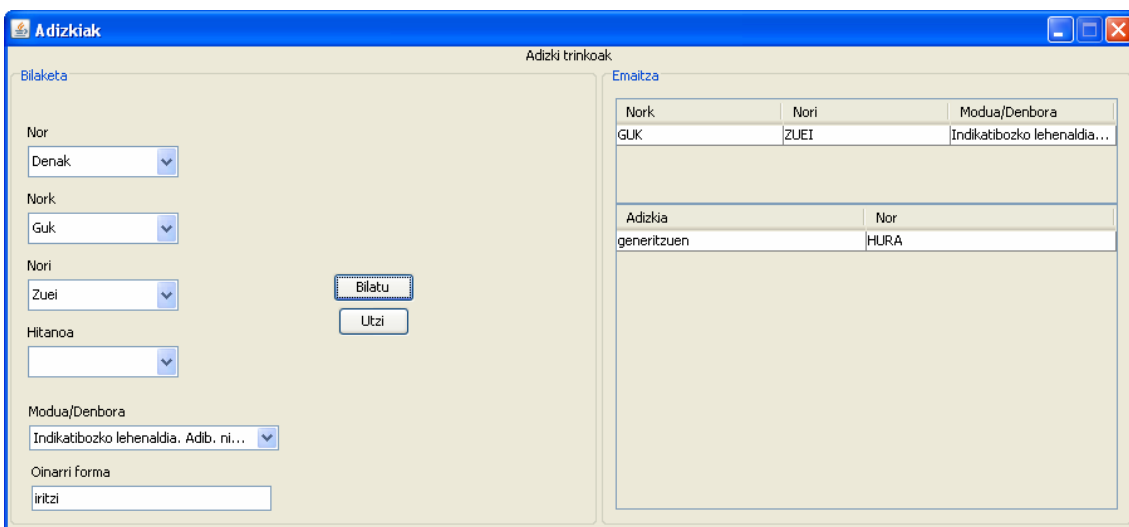 Adizkiak
Adizki trinkoak
Bilaketa
Nor
Denak
Nork
Guk
Nori
Zuei
Hitanoa
Bilatu
Utzi
Modua/Denbora
Indikatibozko lehenaldia. Adib. ni...
Oinarri forma
iritzi
Emaitza
Nork Nori Modua/Denbora
GUK ZUEI Indikatibozko lehenaldia...
Adizkia Nor
generitzuen HURA